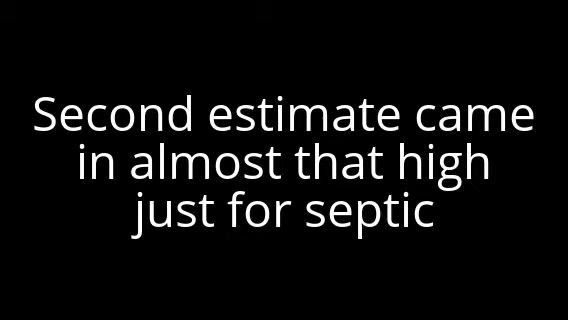 Second estimate came
in almost that high
just for septic